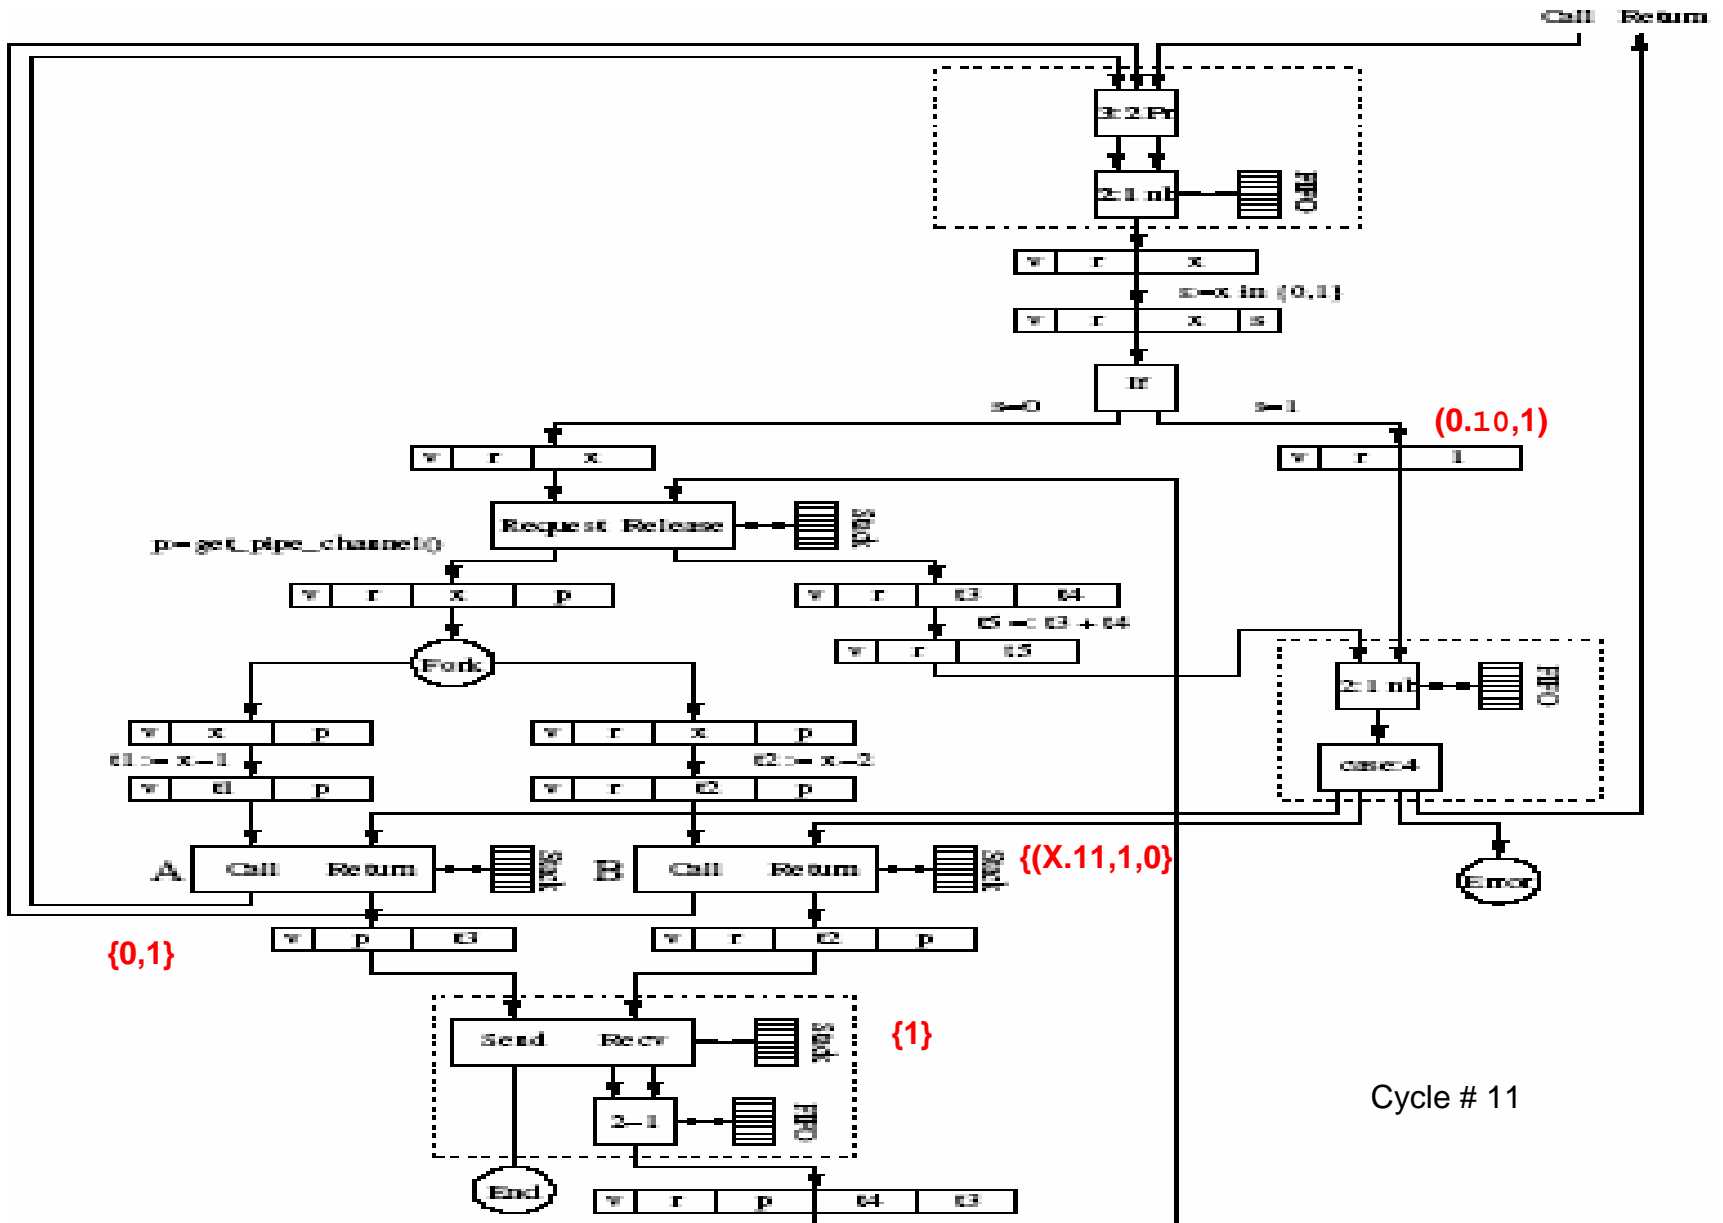 Call Return
3:2Pr
2:1 nb
FIFO
v r x
s:=x in {0,1}
v r x s
If
s=0 s=1
(0.10,1)
v r x
v r 1
Request Release
Stack
p=get_pipe_channel()
v r x p
v r t3 t4
t5 =: t3 + t4
v r t5
Fork
2:1 nb
FIFO
v x p
v r x p
t1 := x-1
t2 := x-2
v t1 p
v r t2 p
case:4
A Call Return
Stack
B Call Return
Stack
{(X.11,1,0}
Error
v p t3
v r t2 p
{0,1}
Send Recv
Stack
{1}
2-1
FIFO
Cycle # 11
End
v r p t4 t3